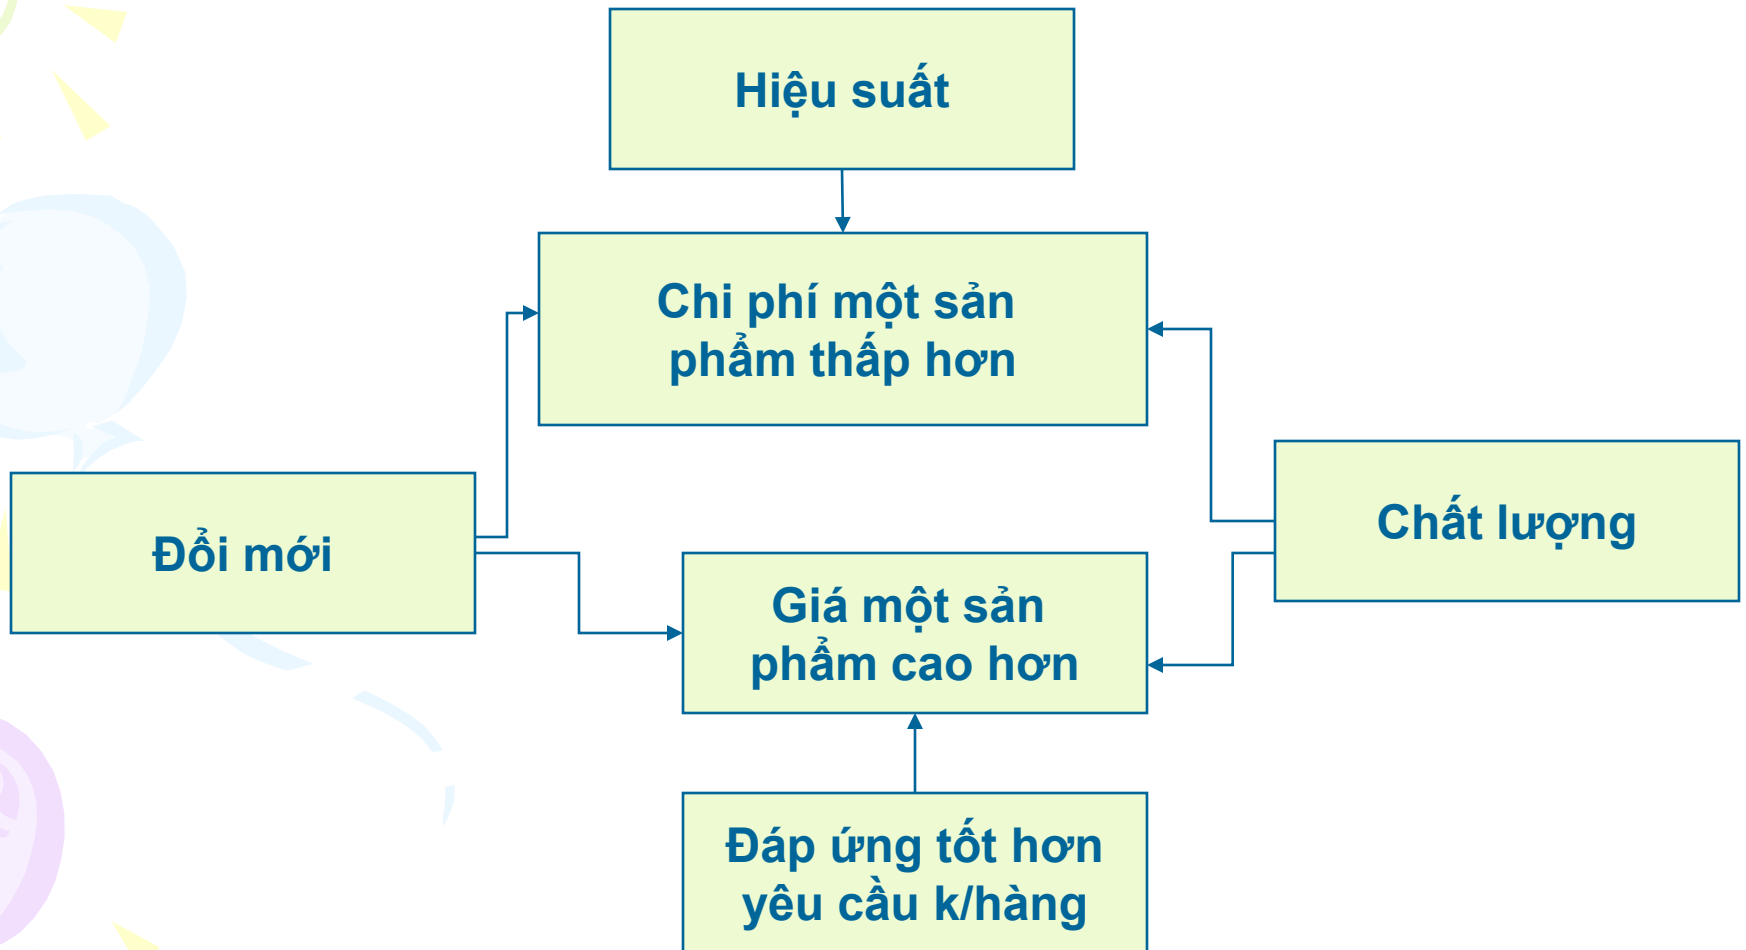 Hiệu suất
Chi phí một sản
phẩm thấp hơn
Đổi mới
Chất lượng
Giá một sản
phẩm cao hơn
Đáp ứng tốt hơn
yêu cầu k/hàng